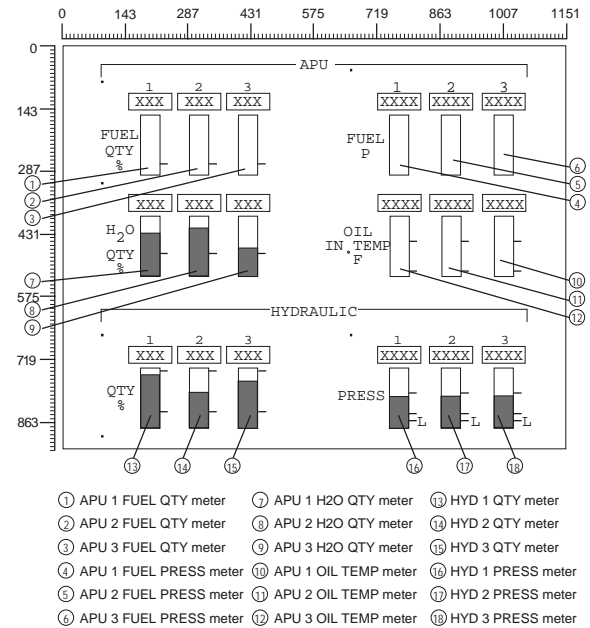 0 143 287 431 575 719 863 1007 1151
0
APU
1 2 3 1 2 3
XXX XXX XXX XXXX XXXX XXXX
143
FUEL QTY % FUEL P
287
1 2 3 4 5 6
XXX XXX XXX XXXX XXXX XXXX
431
H2O QTY % OIL IN TEMP °F
575
7 8 9 10 11 12
HYDRAULIC
1 2 3 1 2 3
719
XXX XXX XXX XXXX XXXX XXXX
QTY % PRESS
863
L L L
13 14 15 16 17 18
1 APU 1 FUEL QTY meter 7 APU 1 H2O QTY meter 13 HYD 1 QTY meter
2 APU 2 FUEL QTY meter 8 APU 2 H2O QTY meter 14 HYD 2 QTY meter
3 APU 3 FUEL QTY meter 9 APU 3 H2O QTY meter 15 HYD 3 QTY meter
4 APU 1 FUEL PRESS meter 10 APU 1 OIL TEMP meter 16 HYD 1 PRESS meter
5 APU 2 FUEL PRESS meter 11 APU 2 OIL TEMP meter 17 HYD 2 PRESS meter
6 APU 3 FUEL PRESS meter 12 APU 3 OIL TEMP meter 18 HYD 3 PRESS meter